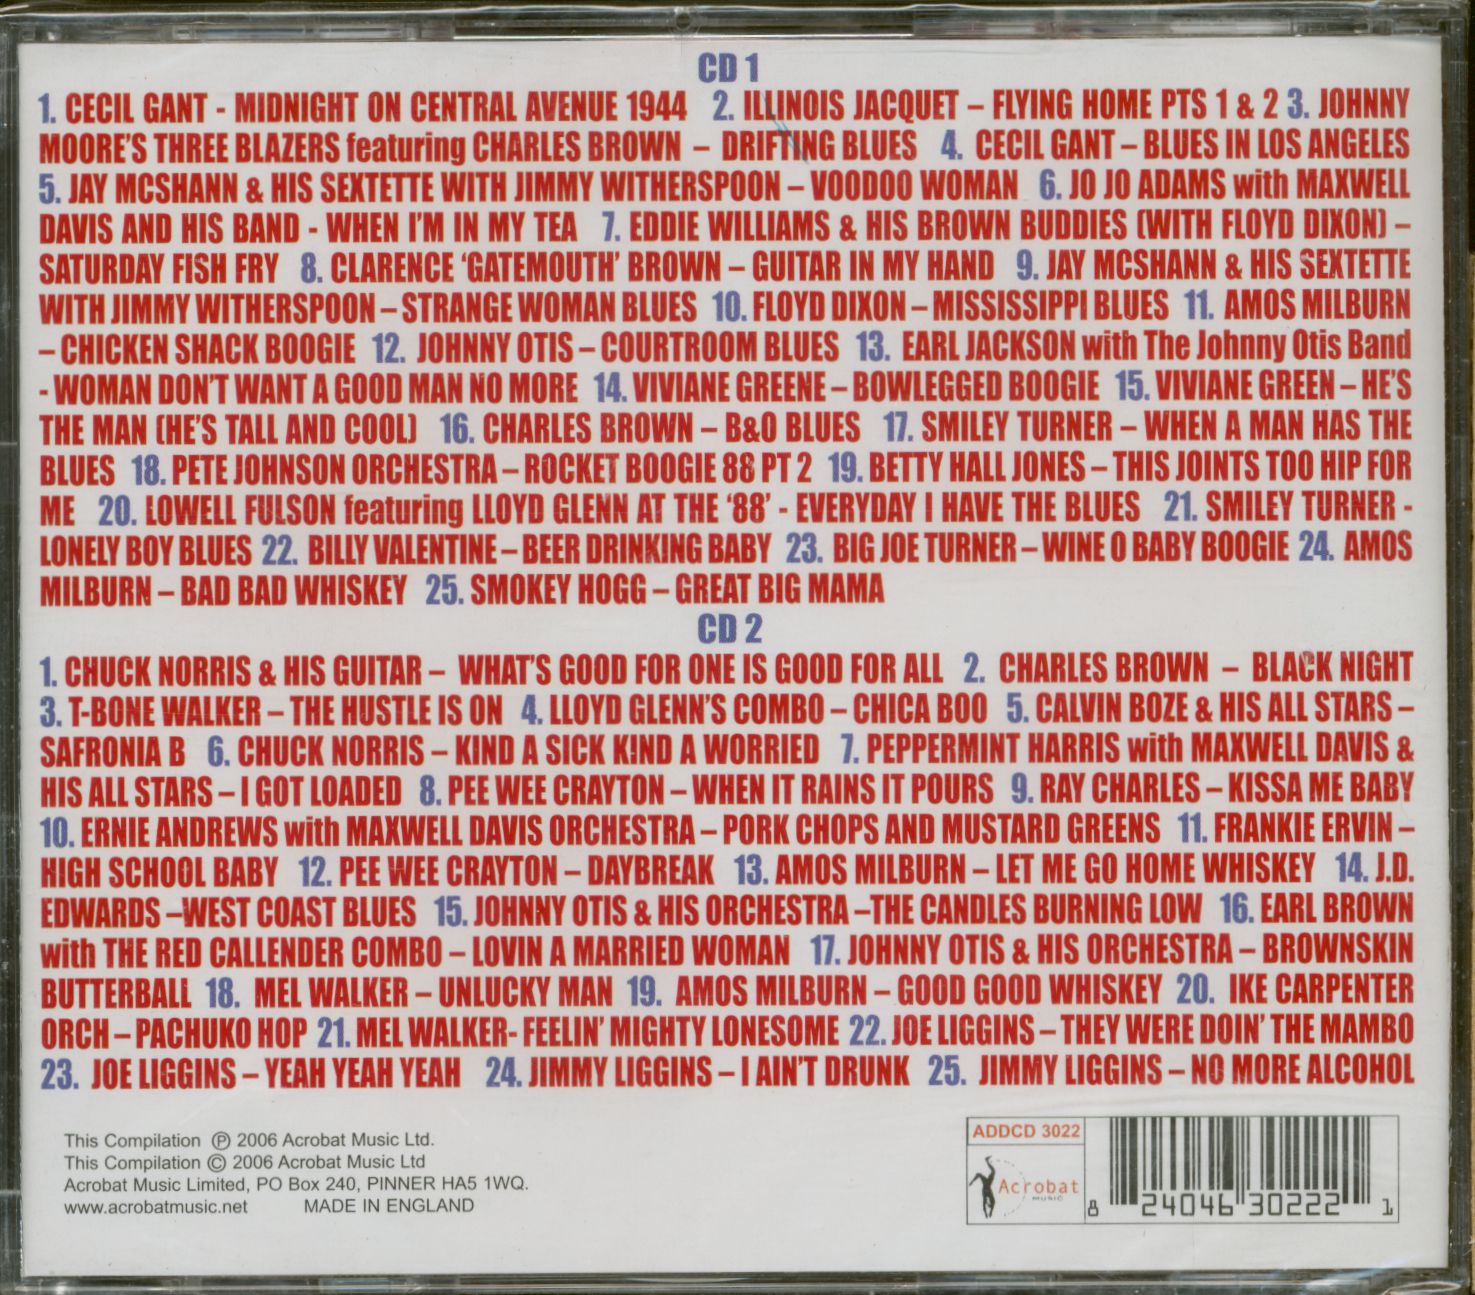 CD 1
1. CECIL GANT - MIDNIGHT ON CENTRAL AVENUE 1944 2. ILLINOIS JACQUET – FLYING HOME PTS 1 & 2 3. JOHNNY
MOORE'S THREE BLAZERS featuring CHARLES BROWN – DRIFTING BLUES 4. CECIL GANT – BLUES IN LOS ANGELES
5. JAY MCSHANN & HIS SEXTETTE WITH JIMMY WITHERSPOON – VOODOO WOMAN 6. JO JO ADAMS with MAXWELL
DAVIS AND HIS BAND - WHEN I'M IN MY TEA 7. EDDIE WILLIAMS & HIS BROWN BUDDIES (WITH FLOYD DIXON) –
SATURDAY FISH FRY 8. CLARENCE 'GATEMOUTH' BROWN – GUITAR IN MY HAND 9. JAY MCSHANN & HIS SEXTETTE
WITH JIMMY WITHERSPOON – STRANGE WOMAN BLUES 10. FLOYD DIXON – MISSISSIPPI BLUES 11. AMOS MILBURN
– CHICKEN SHACK BOOGIE 12. JOHNNY OTIS – COURTROOM BLUES 13. EARL JACKSON with The Johnny Otis Band
- WOMAN DON'T WANT A GOOD MAN NO MORE 14. VIVIANE GREENE – BOWLEGGED BOOGIE 15. VIVIANE GREEN – HE'S
THE MAN (HE'S TALL AND COOL) 16. CHARLES BROWN – B&O BLUES 17. SMILEY TURNER – WHEN A MAN HAS THE
BLUES 18. PETE JOHNSON ORCHESTRA – ROCKET BOOGIE 88 PT 2 19. BETTY HALL JONES – THIS JOINTS TOO HIP FOR
ME 20. LOWELL FULSON featuring LLOYD GLENN AT THE '88' - EVERYDAY I HAVE THE BLUES 21. SMILEY TURNER -
LONELY BOY BLUES 22. BILLY VALENTINE – BEER DRINKING BABY 23. BIG JOE TURNER – WINE O BABY BOOGIE 24. AMOS
MILBURN – BAD BAD WHISKEY 25. SMOKEY HOGG – GREAT BIG MAMA
CD 2
1. CHUCK NORRIS & HIS GUITAR – WHAT'S GOOD FOR ONE IS GOOD FOR ALL 2. CHARLES BROWN – BLACK NIGHT
3. T-BONE WALKER – THE HUSTLE IS ON 4. LLOYD GLENN'S COMBO – CHICA BOO 5. CALVIN BOZE & HIS ALL STARS –
SAFRONIA B 6. CHUCK NORRIS – KIND A SICK KIND A WORRIED 7. PEPPERMINT HARRIS with MAXWELL DAVIS &
HIS ALL STARS – I GOT LOADED 8. PEE WEE CRAYTON – WHEN IT RAINS IT POURS 9. RAY CHARLES – KISSA ME BABY
10. ERNIE ANDREWS with MAXWELL DAVIS ORCHESTRA – PORK CHOPS AND MUSTARD GREENS 11. FRANKIE ERVIN –
HIGH SCHOOL BABY 12. PEE WEE CRAYTON – DAYBREAK 13. AMOS MILBURN – LET ME GO HOME WHISKEY 14. J.D.
EDWARDS –WEST COAST BLUES 15. JOHNNY OTIS & HIS ORCHESTRA –THE CANDLES BURNING LOW 16. EARL BROWN
with THE RED CALLENDER COMBO – LOVIN A MARRIED WOMAN 17. JOHNNY OTIS & HIS ORCHESTRA – BROWNSKIN
BUTTERBALL 18. MEL WALKER – UNLUCKY MAN 19. AMOS MILBURN – GOOD GOOD WHISKEY 20. IKE CARPENTER
ORCH – PACHUKO HOP 21. MEL WALKER- FEELIN' MIGHTY LONESOME 22. JOE LIGGINS – THEY WERE DOIN' THE MAMBO
23. JOE LIGGINS – YEAH YEAH YEAH 24. JIMMY LIGGINS – I AIN'T DRUNK 25. JIMMY LIGGINS – NO MORE ALCOHOL
This Compilation ℗ 2006 Acrobat Music Ltd.
This Compilation © 2006 Acrobat Music Ltd
Acrobat Music Limited, PO Box 240, PINNER HA5 1WQ.
www.acrobatmusic.net MADE IN ENGLAND
ADDCD 3022
Acrobat
MUSIC
8 24046 30222 1